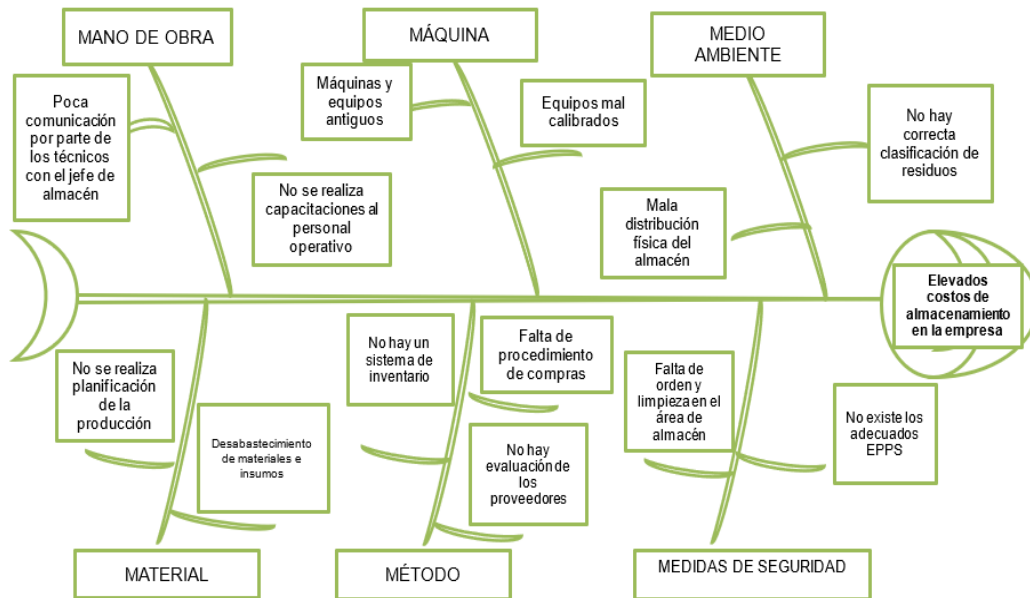 MANO DE OBRA
MÁQUINA
MEDIO
AMBIENTE
Poca
comunicación
por parte de
los técnicos
con el jefe de
almacén
No se realiza
capacitaciones al
personal
operativo
Máquinas y
equipos
antiguos
Equipos mal
calibrados
Mala
distribución
física del
almacén
No hay
correcta
clasificación de
residuos
Elevados
costos de
almacenamiento
en la empresa
No se realiza
planificación
de la
producción
Desabastecimiento
de materiales e
insumos
No hay un
sistema de
inventario
Falta de
procedimiento
de compras
No hay
evaluación de
los
proveedores
Falta de
orden y
limpieza en el
área de
almacén
No existe los
adecuados
EPPS
MATERIAL
MÉTODO
MEDIDAS DE SEGURIDAD